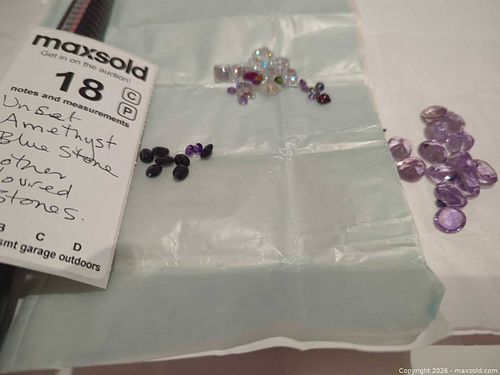 maxsold
Get in on the auction!
18
C
P
notes and measurements
Unset
Amethyst
Blue Stone
other
loured
Stones.
B C D
smt garage outdoors
Copyright 2026 - maxsold.com